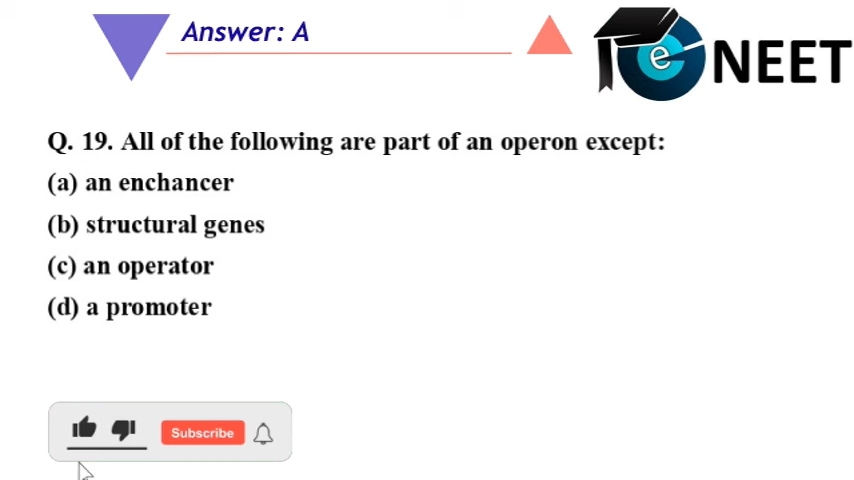 Answer: A
e NEET
Q. 19. All of the following are part of an operon except:
(a) an enchancer
(b) structural genes
(c) an operator
(d) a promoter
Subscribe